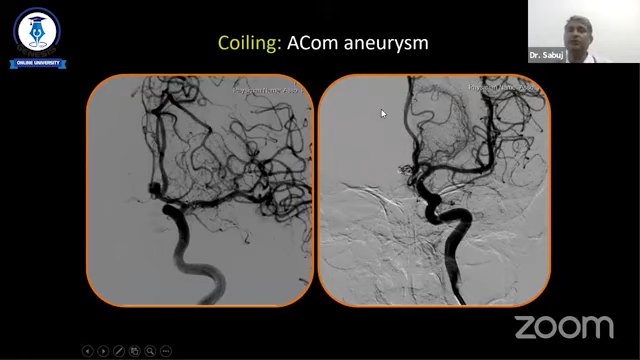 Coiling: ACom aneurysm
Dr. Sabuj
ONLINE UNIVERSITY
zoom